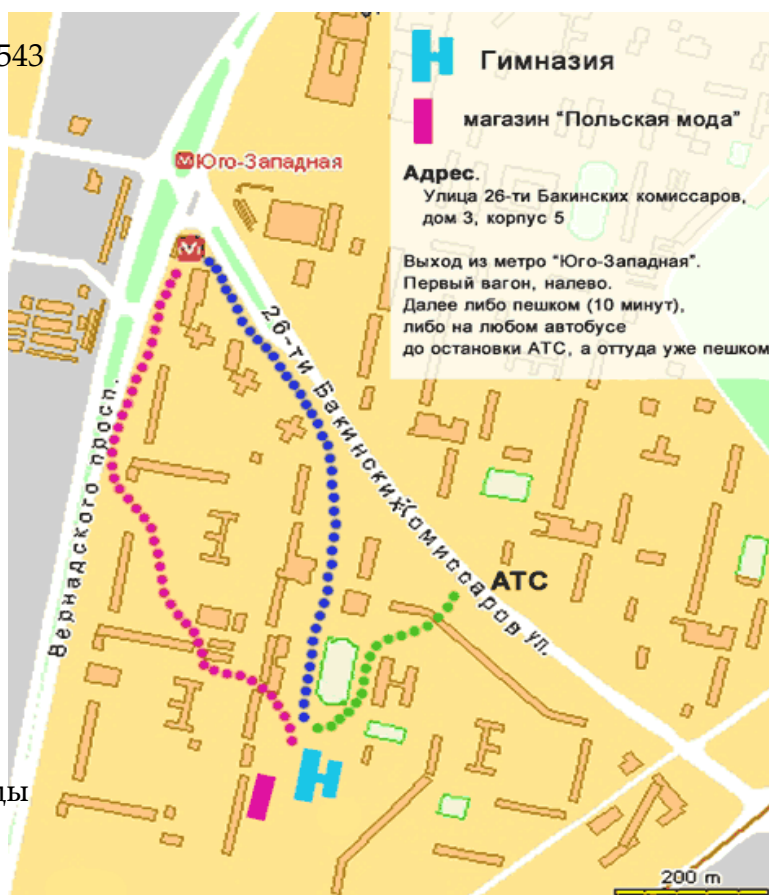 543
Гимназия
магазин "Польская мода"
Юго-Западная
Адрес.
Улица 26-ти Бакинских комиссаров,
дом 3, корпус 5
Выход из метро "Юго-Западная".
Первый вагон, налево.
Далее либо пешком (10 минут),
либо на любом автобусе
до остановки АТС, а оттуда уже пешком
26-ти Бакинских Комиссаров ул.
Вернадского просп.
АТС
ды
200 m